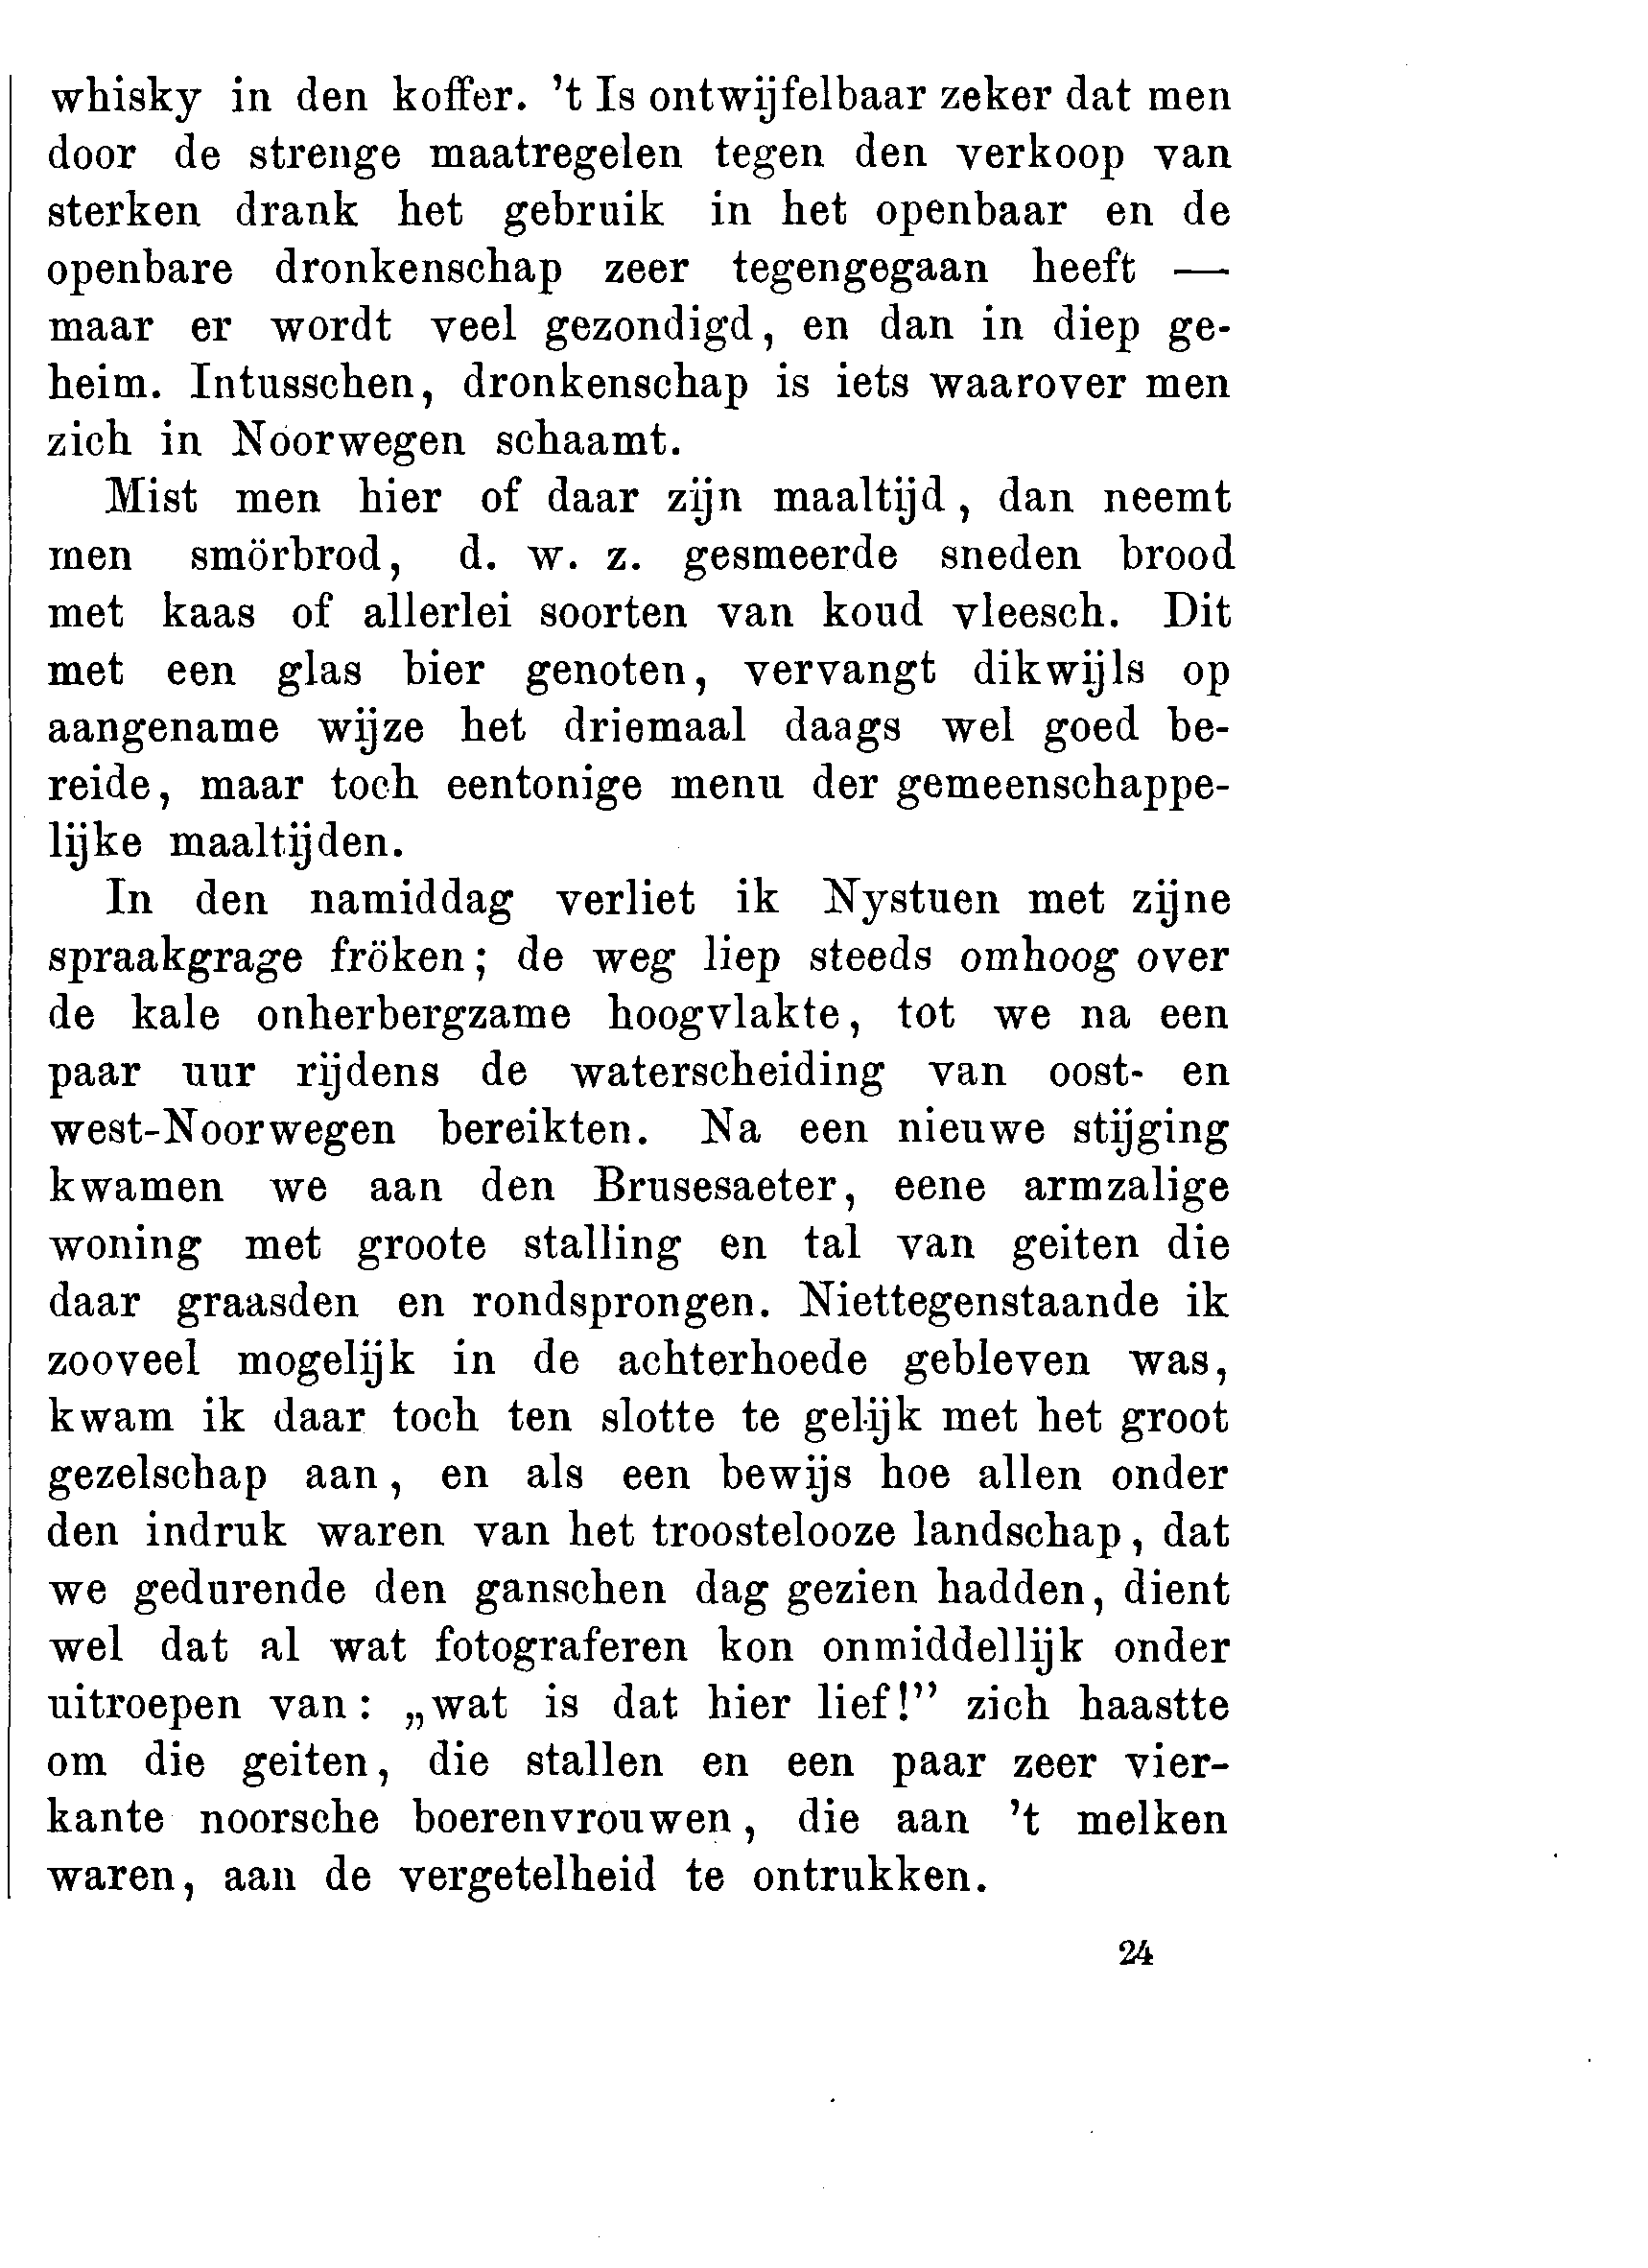 whisky in den koffer. 't Is ontwijfelbaar zeker dat men
door de strenge maatregelen tegen den verkoop van
sterken drank het gebruik in het openbaar en de
openbare dronkenschap zeer tegengegaan heeft —
maar er wordt veel gezondigd, en dan in diep ge-
heim. Intusschen, dronkenschap is iets waarover men
zich in Noorwegen schaamt.
Mist men hier of daar zijn maaltijd, dan neemt
men smörbrod, d. w. z. gesmeerde sneden brood
met kaas of allerlei soorten van koud vleesch. Dit
met een glas bier genoten, vervangt dikwijls op
aangename wijze het driemaal daags wel goed be-
reide, maar toch eentonige menu der gemeenschappe-
lijke maaltijden.
In den namiddag verliet ik Nystuen met zijne
spraakgrage fröken; de weg liep steeds omhoog over
de kale onherbergzame hoogvlakte, tot we na een
paar uur rijdens de waterscheiding van oost- en
west-Noorwegen bereikten. Na een nieuwe stijging
kwamen we aan den Brusesaeter, eene armzalige
woning met groote stalling en tal van geiten die
daar graasden en rondsprongen. Niettegenstaande ik
zooveel mogelijk in de achterhoede gebleven was,
kwam ik daar toch ten slotte te gelijk met het groot
gezelschap aan, en als een bewijs hoe allen onder
den indruk waren van het troostelooze landschap, dat
we gedurende den ganschen dag gezien hadden, dient
wel dat al wat fotograferen kon onmiddellijk onder
uitroepen van: „wat is dat hier lief!” zich haastte
om die geiten, die stallen en een paar zeer vier-
kante noorsche boerenvrouwen, die aan 't melken
waren, aan de vergetelheid te ontrukken.
24